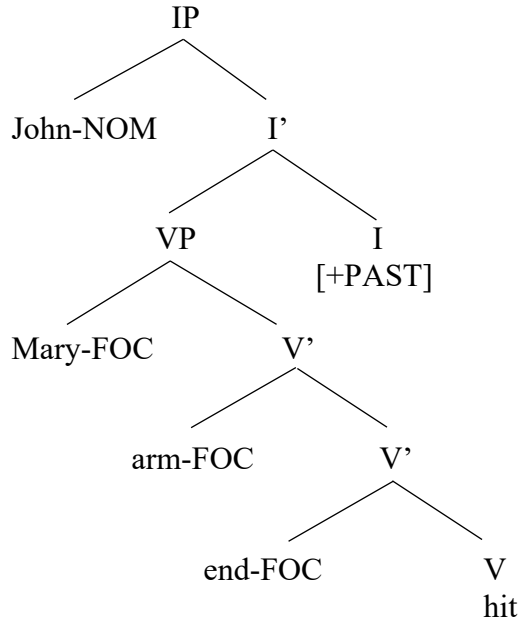 IP
John-NOM I’
VP I
[+PAST]
Mary-FOC V’
arm-FOC V’
end-FOC V
hit